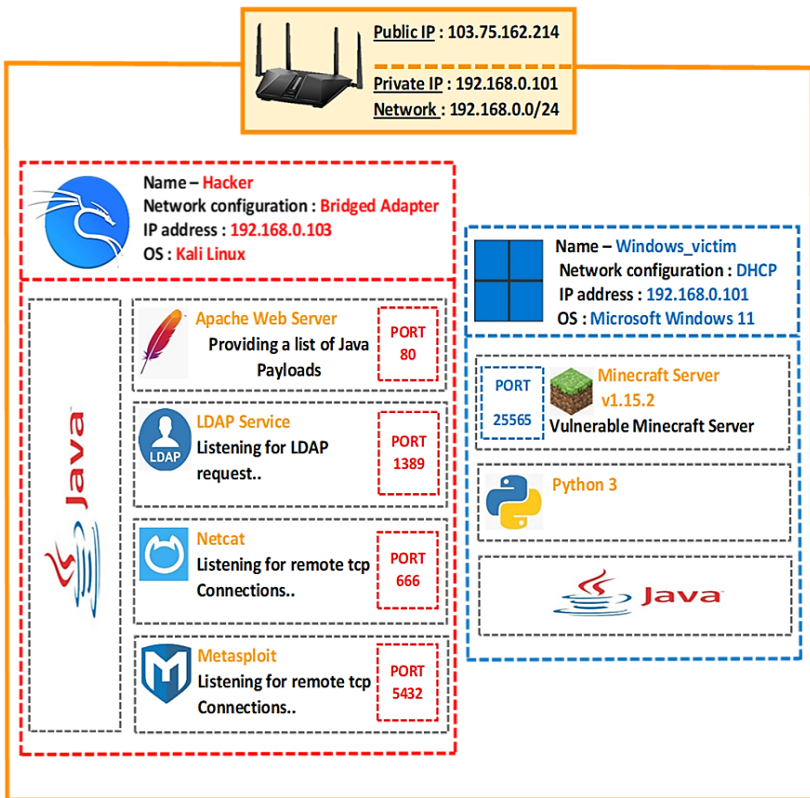 Public IP : 103.75.162.214
Private IP : 192.168.0.101
Network : 192.168.0.0/24
Name – Hacker
Network configuration : Bridged Adapter
IP address : 192.168.0.103
OS : Kali Linux
Name – Windows_victim
Network configuration : DHCP
IP address : 192.168.0.101
OS : Microsoft Windows 11
Java
Apache Web Server
Providing a list of Java
Payloads
PORT
80
LDAP
LDAP Service
Listening for LDAP
request..
PORT
1389
Netcat
Listening for remote tcp
Connections..
PORT
666
Metasploit
Listening for remote tcp
Connections..
PORT
5432
PORT
25565
Minecraft Server
v1.15.2
Vulnerable Minecraft Server
Python 3
Java